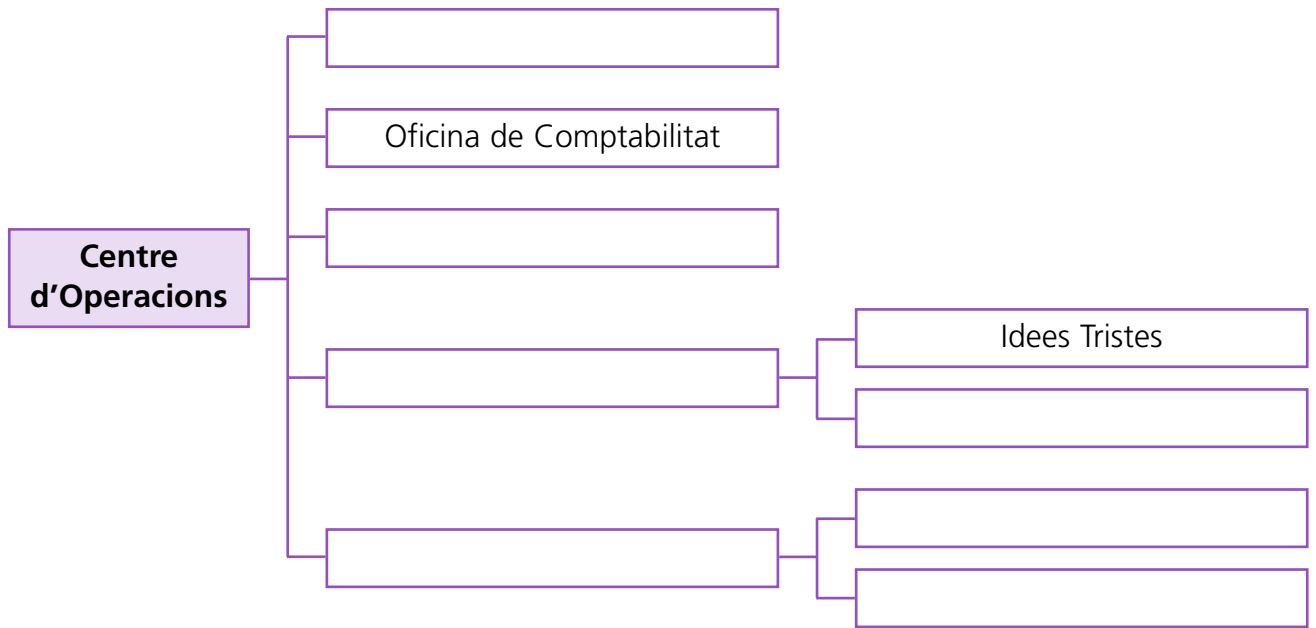 Oficina de Comptabilitat
Centre
d’Operacions
Idees Tristes